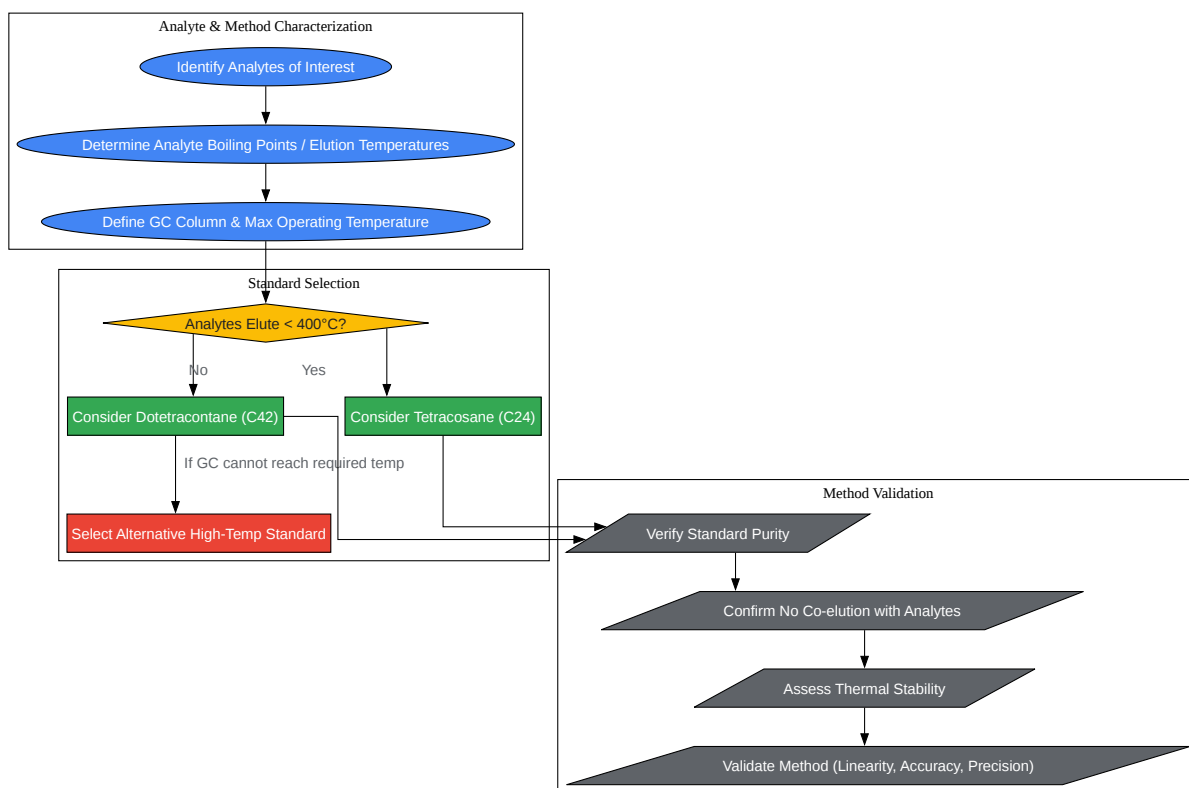 Analyte & Method Characterization
Identify Analytes of Interest
Determine Analyte Boiling Points / Elution Temperatures
Define GC Column & Max Operating Temperature
Standard Selection
Analytes Elute < 400°C?
No
Yes
Consider Dotetracontane (C42)
Consider Tetracosane (C24)
If GC cannot reach required temp
Select Alternative High-Temp Standard
Method Validation
Verify Standard Purity
Confirm No Co-elution with Analytes
Assess Thermal Stability
Validate Method (Linearity, Accuracy, Precision)